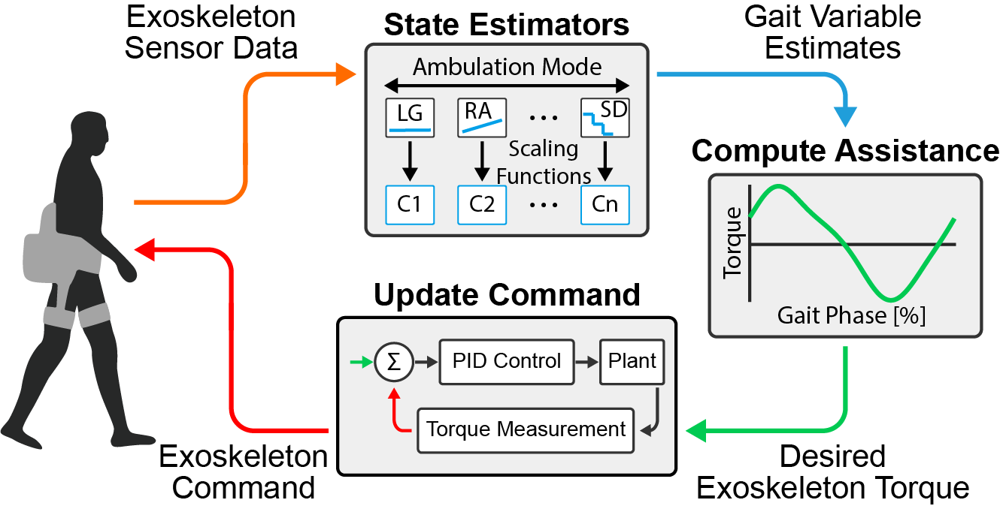 Exoskeleton
Sensor Data
State Estimators
Ambulation Mode
LG
RA
...
SD
Scaling
Functions
C1
C2
...
Cn
Gait Variable
Estimates
Compute Assistance
Torque
Gait Phase [%]
Desired
Exoskeleton Torque
Update Command
Σ
PID Control
Plant
Torque Measurement
Exoskeleton
Command